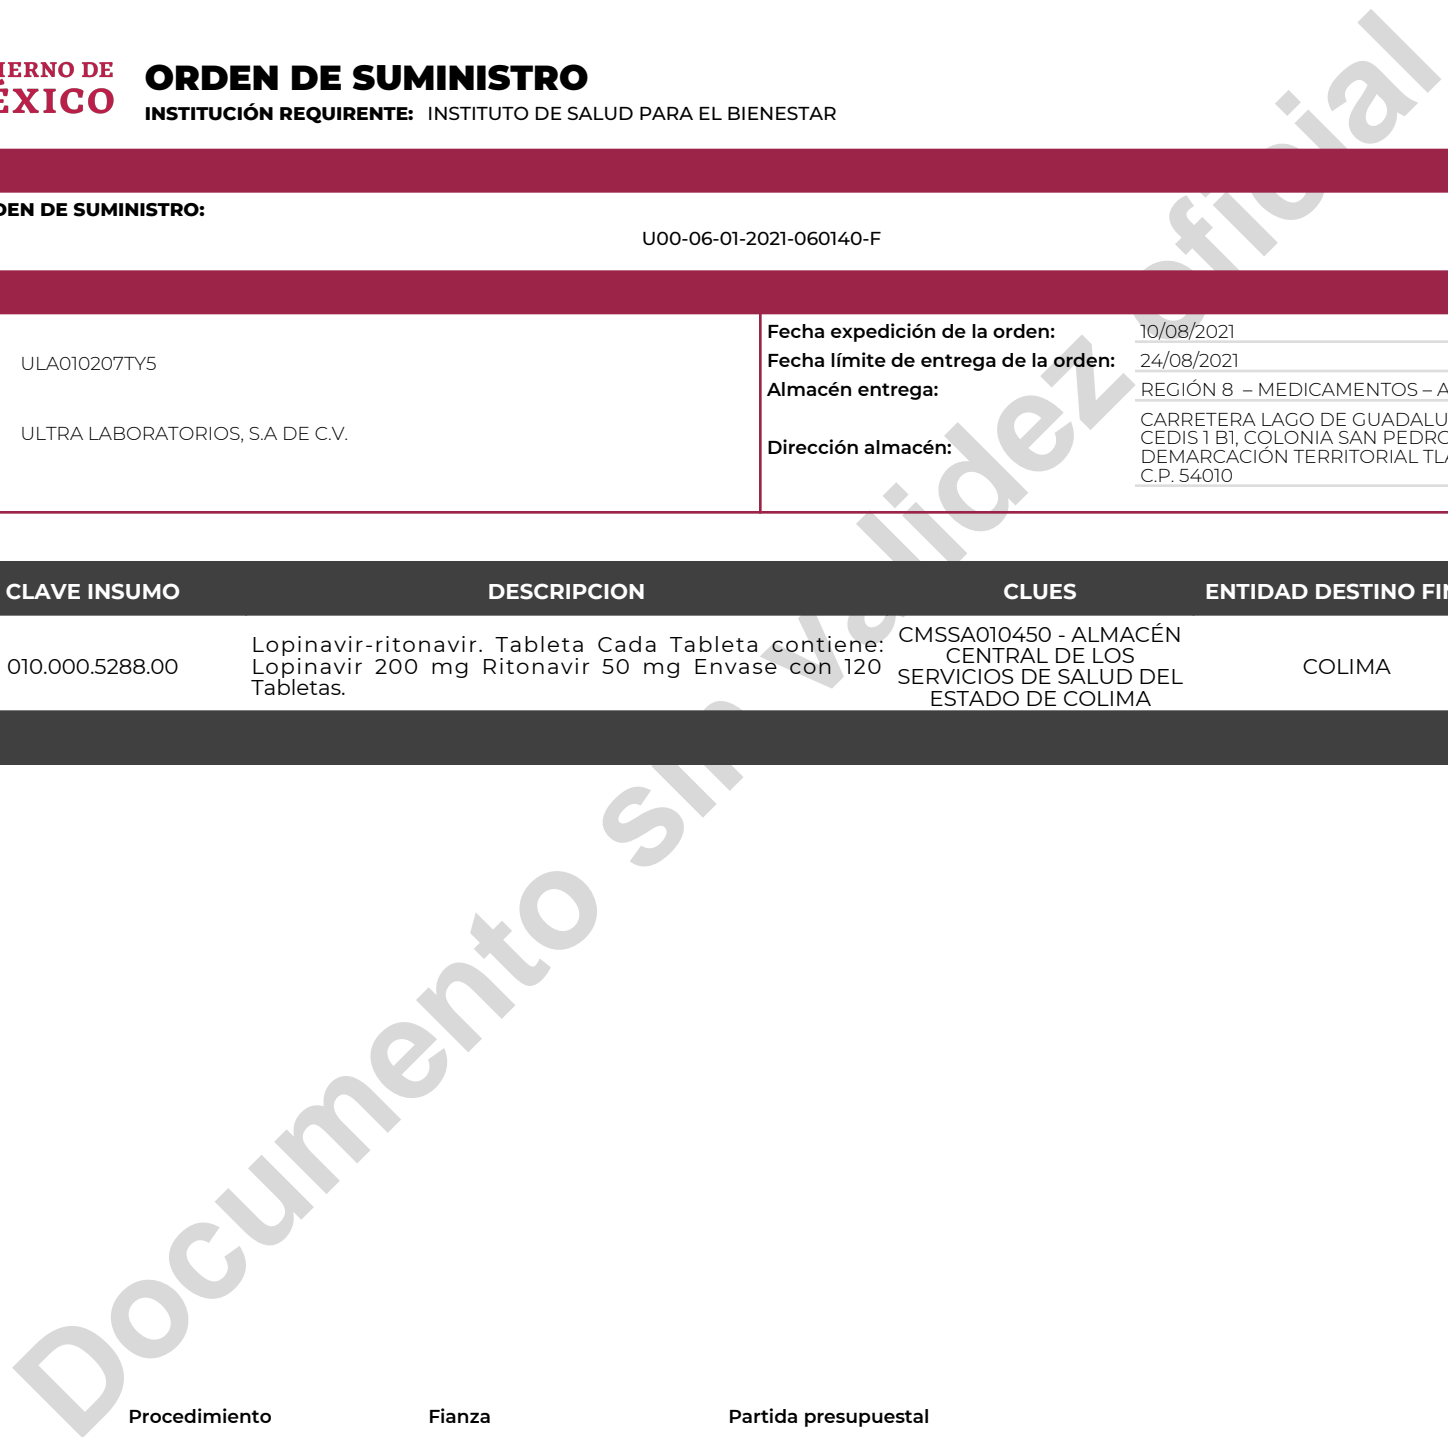 IERNO DE
ÉXICO
ORDEN DE SUMINISTRO
INSTITUCIÓN REQUIRENTE: INSTITUTO DE SALUD PARA EL BIENESTAR
DEN DE SUMINISTRO:
U00-06-01-2021-060140-F
ULA010207TY5
ULTRA LABORATORIOS, S.A DE C.V.
Fecha expedición de la orden: 10/08/2021
Fecha límite de entrega de la orden: 24/08/2021
Almacén entrega: REGIÓN 8 – MEDICAMENTOS – A
Dirección almacén:
CARRETERA LAGO DE GUADALU
CEDIS 1 B1, COLONIA SAN PEDRO
DEMARCACIÓN TERRITORIAL TLA
C.P. 54010
CLAVE INSUMO DESCRIPCION CLUES ENTIDAD DESTINO FIN
010.000.5288.00
Lopinavir-ritonavir. Tableta Cada Tableta contiene:
Lopinavir 200 mg Ritonavir 50 mg Envase con 120
Tabletas.
CMSSA010450 - ALMACÉN
CENTRAL DE LOS
SERVICIOS DE SALUD DEL
ESTADO DE COLIMA
COLIMA
Documento sin validez oficial
Procedimiento Fianza Partida presupuestal